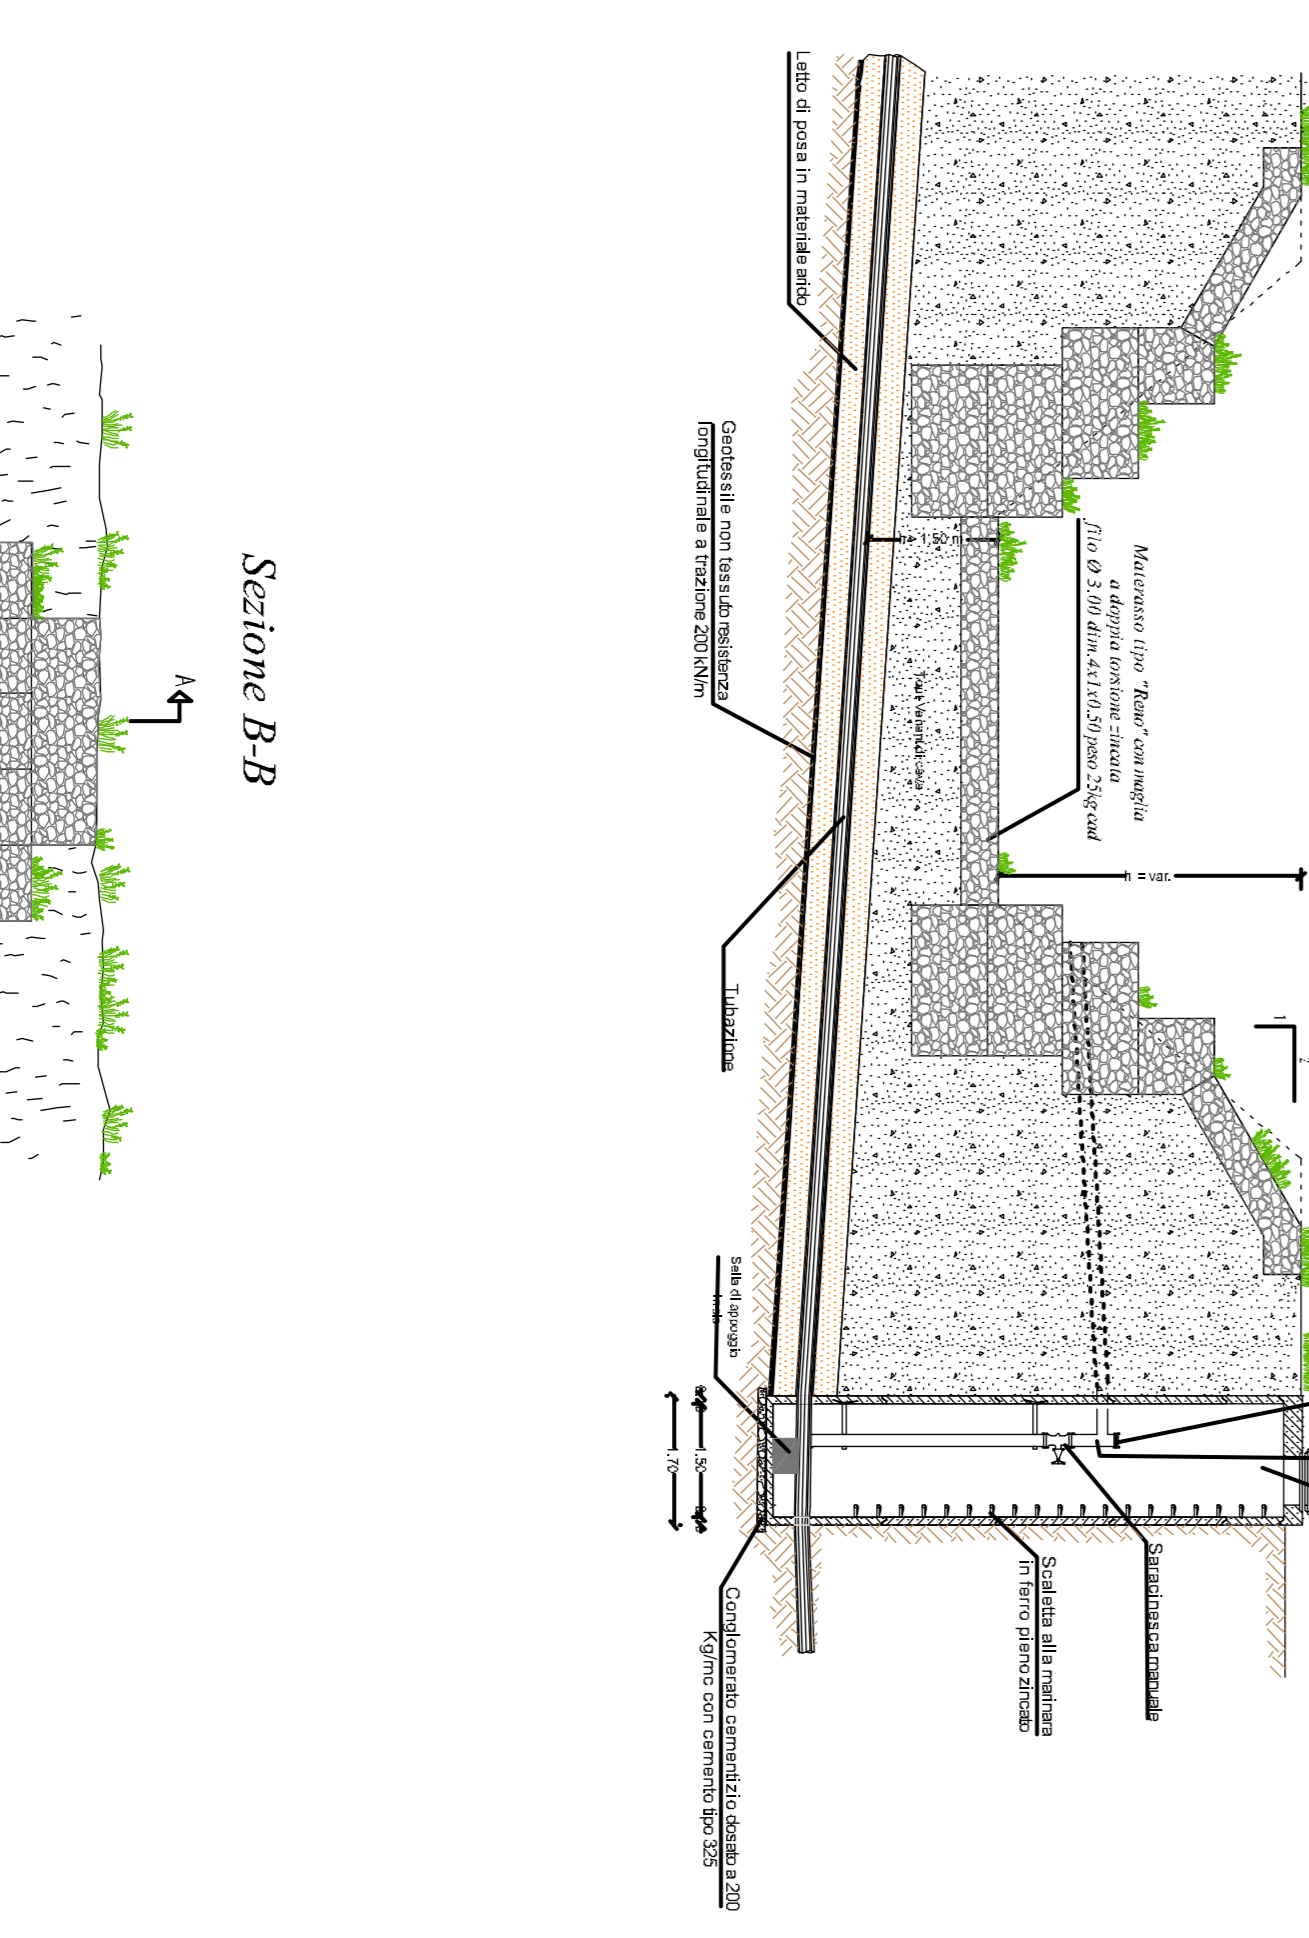 Materasso tipo "Reno" con maglia
a doppia torsione zincata
filo Ø 3.00 dim.4x1x0.50 peso 25kg cad
h = var.
1
2
Letto di posa in materiale arido
h> 1,50 m
Geotessile non tessuto resistenza
longitudinale a trazione 200 kN/m
Tubazione
Sella di appoggio
1.50
1.70
Saracinesca manuale
Scaletta alla marinara
in ferro pieno zincato
Conglomerato cementizio dosato a 200
Kg/mc con cemento tipo 325
Sezione B-B
A